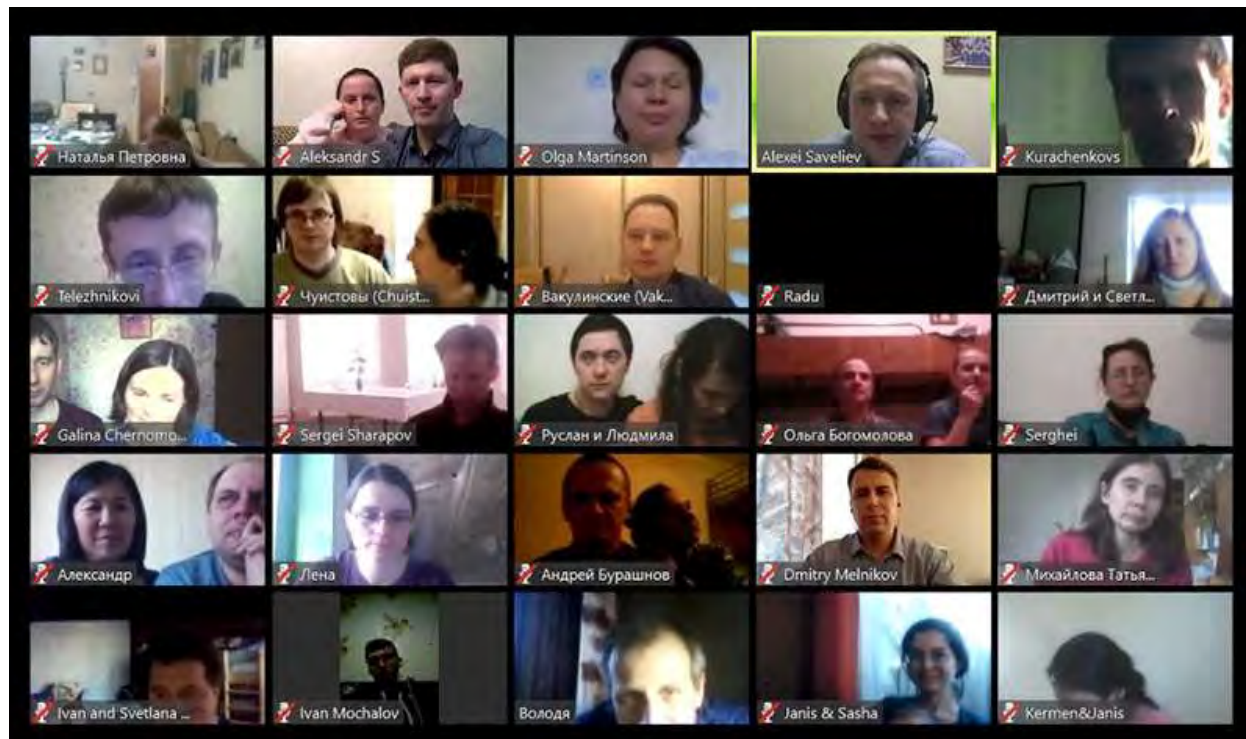 Наталья Петровна
Aleksandr S
Olga Martinson
Alexei Saveliev
Kurachenkovs
Telezhnikovi
Чуистовы (Chuist...
Вакулинские (Vak...
Radu
Дмитрий и Светл...
Galina Chernomo...
Sergei Sharapov
Руслан и Людмила
Ольга Богомолова
Serghei
Александр
Лена
Андрей Бурашнов
Dmitry Melnikov
Михайлова Татья...
Ivan and Svetlana ...
Ivan Mochalov
Володя
Janis & Sasha
Kermen&Janis